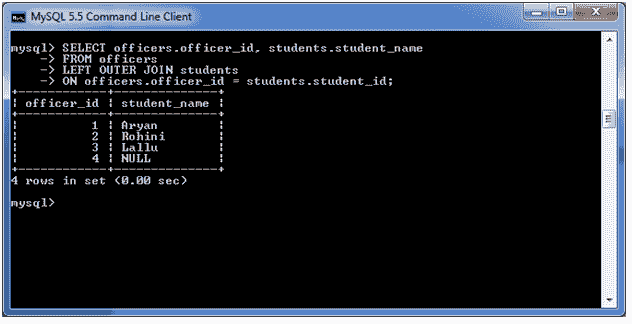 MySQL 5.5 Command Line Client
mysql> SELECT officers.officer_id, students.student_name
    -> FROM officers
    -> LEFT OUTER JOIN students
    -> ON officers.officer_id = students.student_id;
+------------+--------------+
| officer_id | student_name |
+------------+--------------+
|          1 | Aryan        |
|          2 | Rohini       |
|          3 | Lallu        |
|          4 | NULL         |
+------------+--------------+
4 rows in set (0.00 sec)
mysql>